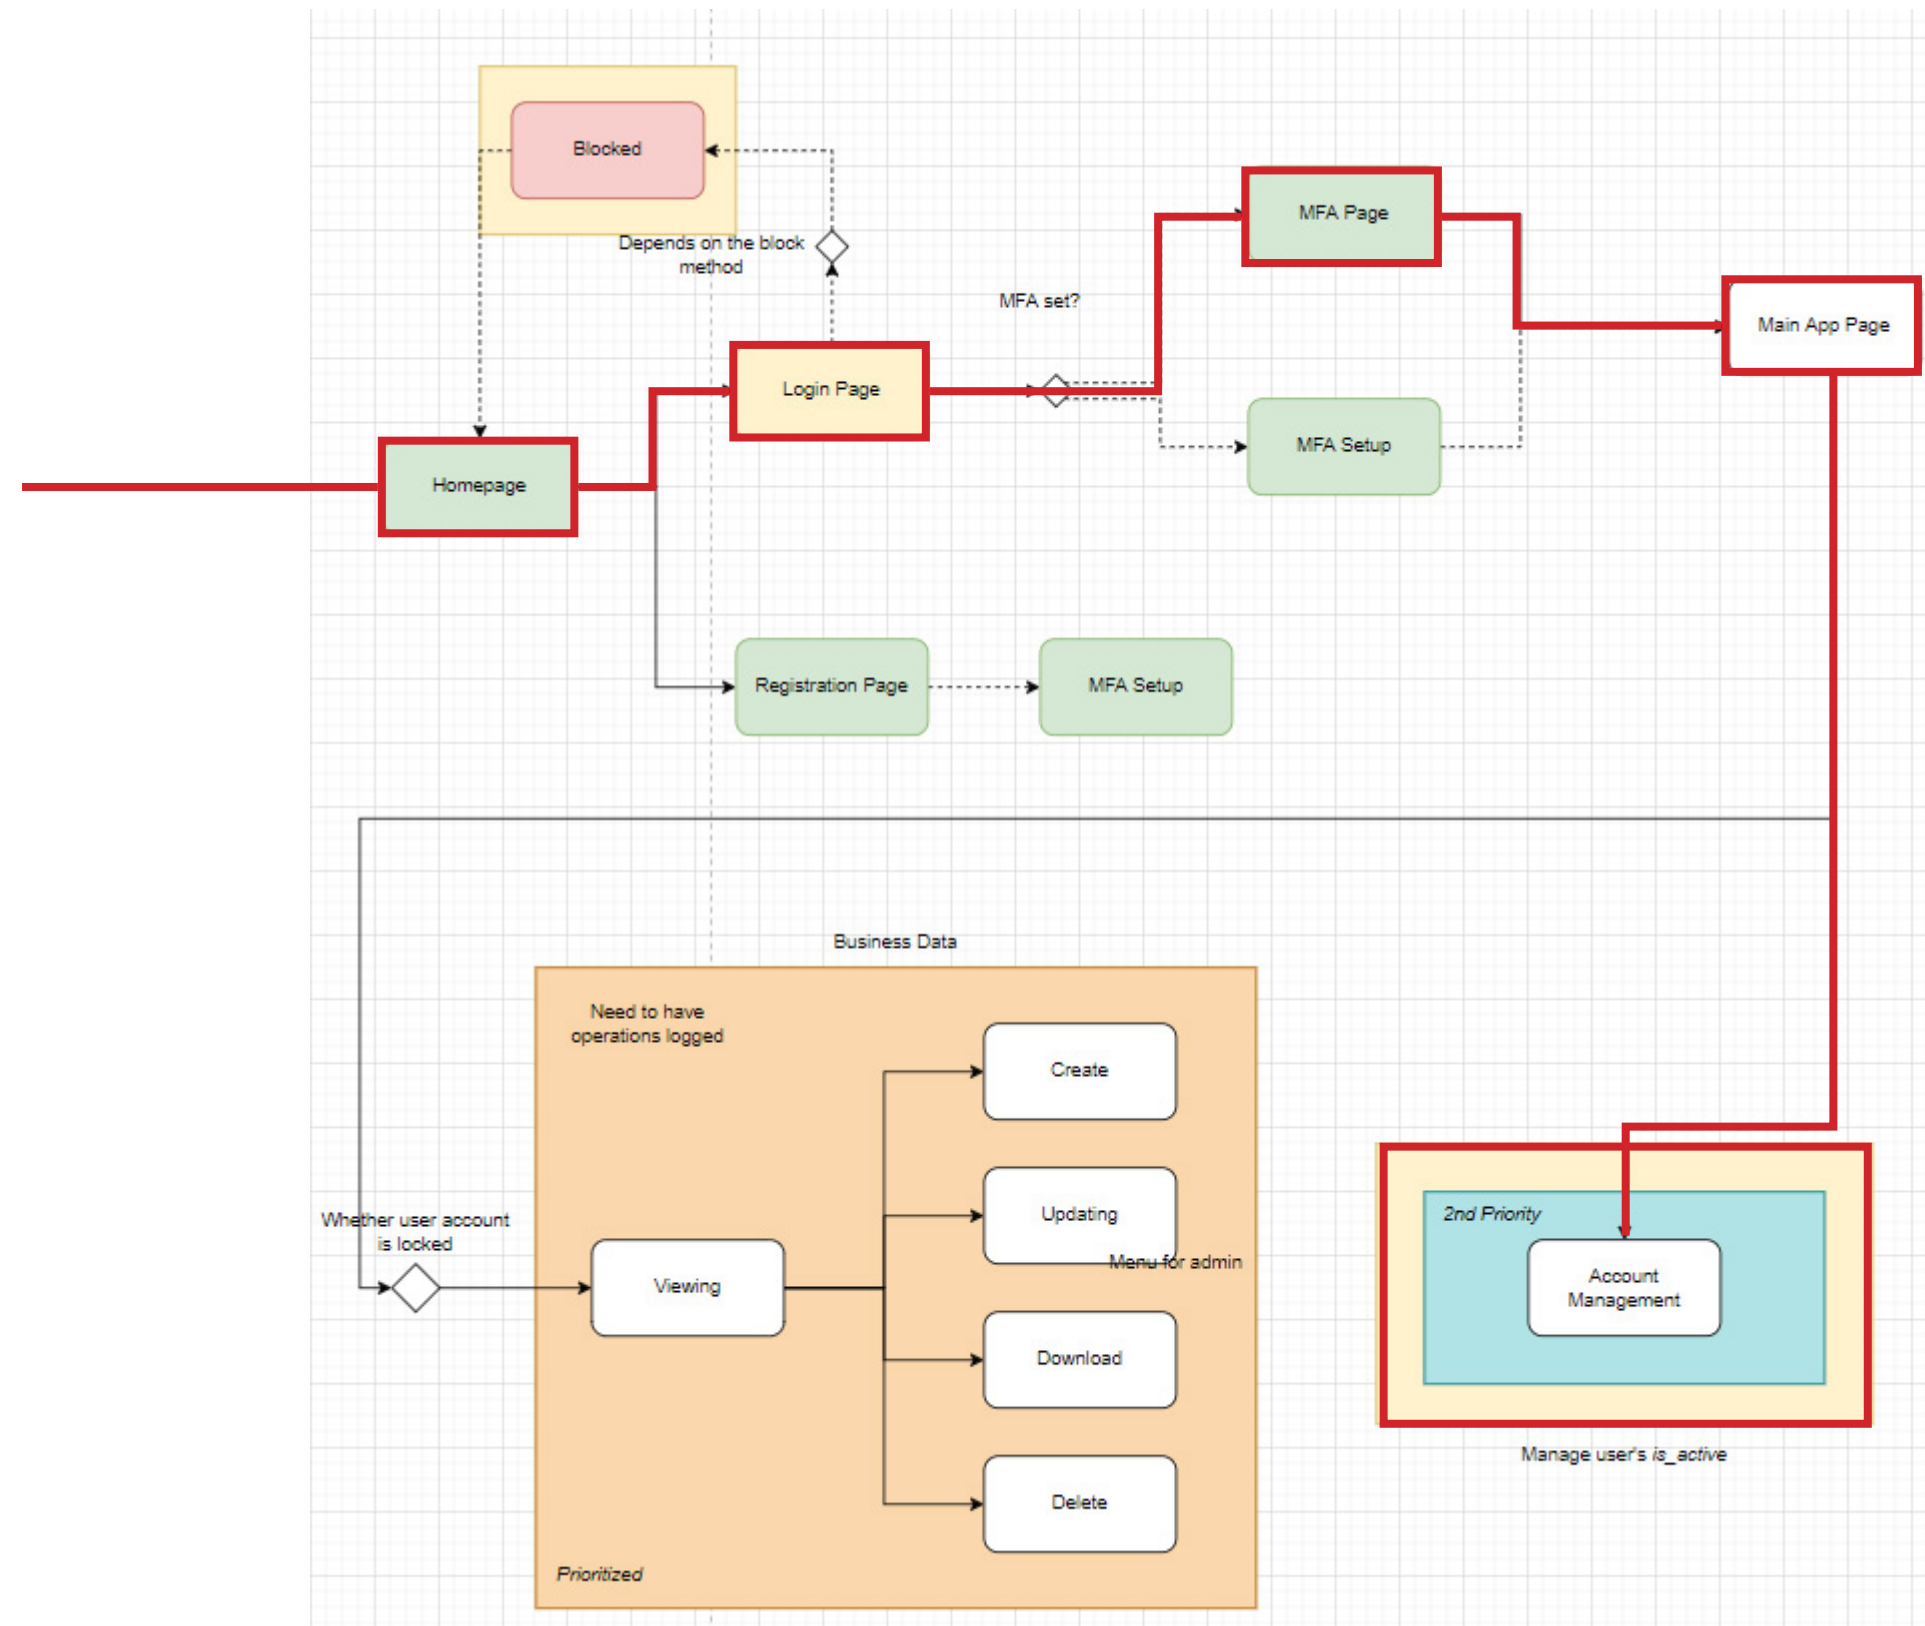 Blocked
Depends on the block
method
MFA Page
MFA set?
Main App Page
Login Page
MFA Setup
Homepage
Registration Page
MFA Setup
Business Data
Need to have
operations logged
Create
Whether user account
is locked
Updating
2nd Priority
Menu for admin
Viewing
Account
Management
Download
Manage user's is_active
Delete
Prioritized